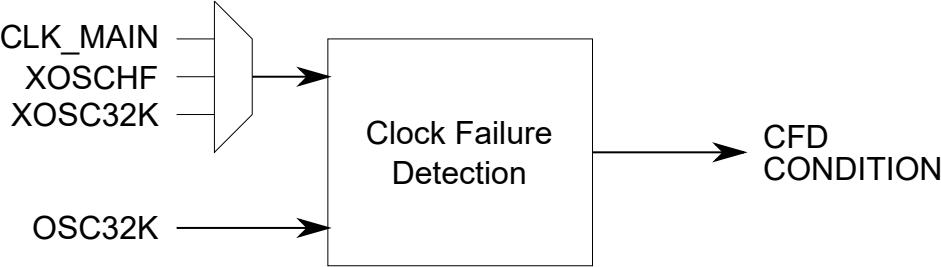 CLK_MAIN
XOSCHF
XOSC32K
OSC32K
Clock Failure
Detection
CFD
CONDITION